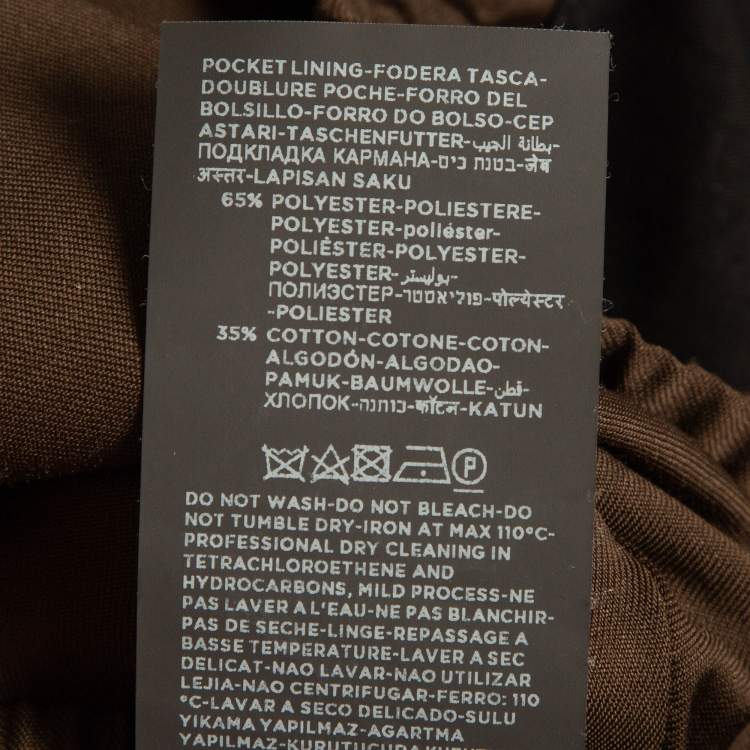 POCKET LINING-FODERA TASCA-
DOUBLURE POCHE-FORRO DEL
BOLSILLO-FORRO DO BOLSO-CEP
ASTARI-TASCHENFUTTER-بطانة الجيب-
ПОДКЛАДКА КАРМАНА-בטנת כיס-जेब
अस्तर-LAPISAN SAKU
65% POLYESTER-POLIESTERE-
POLYESTER-poliéster-
POLIÈSTER-POLYESTER-
POLYESTER-بوليستر-
ПОЛИЭСТЕР-פוליאסטר-पोल्येस्टर
-POLIESTER
35% COTTON-COTONE-COTON-
ALGODÓN-ALGODAO-
PAMUK-BAUMWOLLE-قطن-
ХЛОПОК-כותנה-कॉटन-KATUN
P
DO NOT WASH-DO NOT BLEACH-DO
NOT TUMBLE DRY-IRON AT MAX 110°C-
PROFESSIONAL DRY CLEANING IN
TETRACHLOROETHENE AND
HYDROCARBONS, MILD PROCESS-NE
PAS LAVER A L'EAU-NE PAS BLANCHIR-
PAS DE SECHE-LINGE-REPASSAGE A
BASSE TEMPERATURE-LAVER A SEC
DELICAT-NAO LAVAR-NAO UTILIZAR
LEJIA-NAO CENTRIFUGAR-FERRO: 110
°C-LAVAR A SECO DELICADO-SULU
YIKAMA YAPILMAZ-AGARTMA
YAPILMAZ-KURUTUCUDA KURUTMA